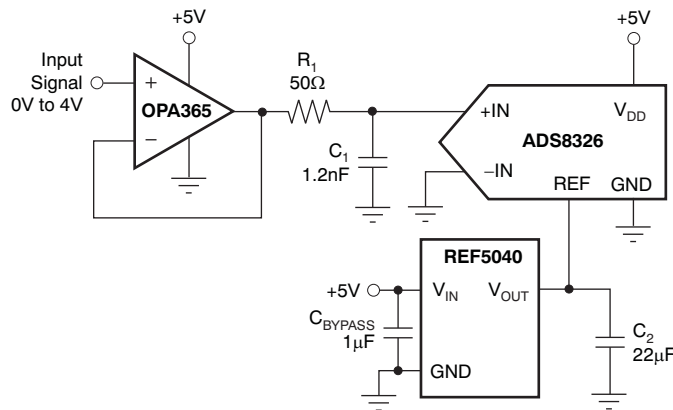 +5V
+5V
Input
Signal
0V to 4V
+
−
OPA365
R1
50Ω
C1
1.2nF
+IN
−IN
VDD
ADS8326
REF
GND
REF5040
+5V
VIN
VOUT
CBYPASS
1μF
GND
C2
22μF